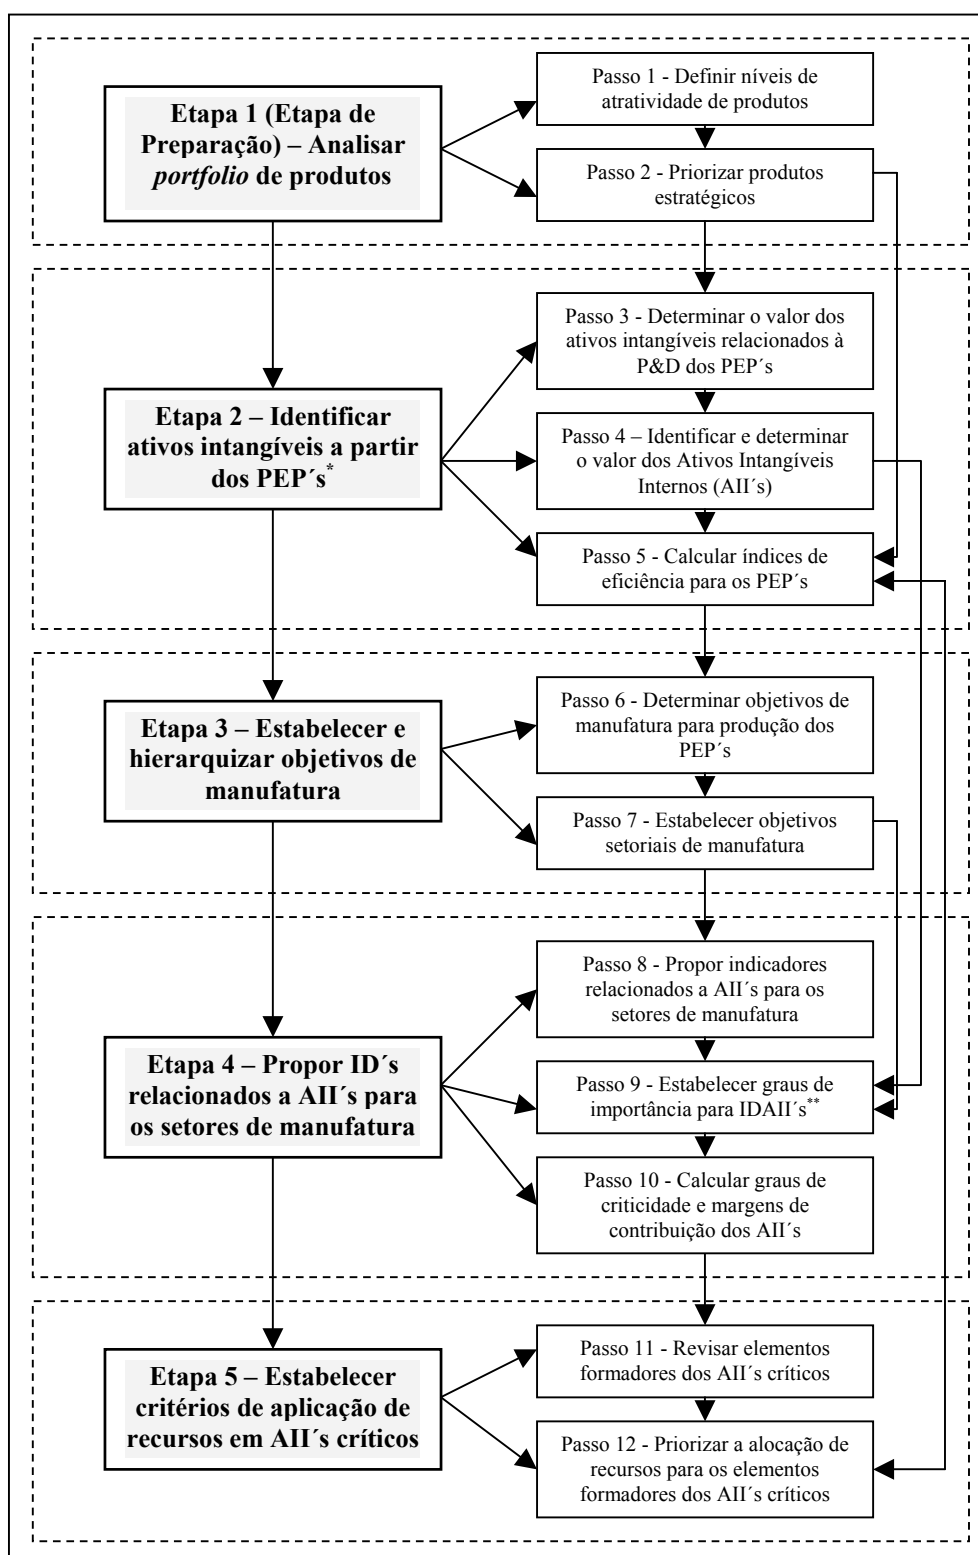 Etapa 1 (Etapa de
Preparação) – Analisar
portfolio de produtos
Passo 1 - Definir níveis de
atratividade de produtos
Passo 2 - Priorizar produtos
estratégicos
Etapa 2 – Identificar
ativos intangíveis a partir
dos PEP´s*
Passo 3 - Determinar o valor dos
ativos intangíveis relacionados à
P&D dos PEP´s
Passo 4 – Identificar e determinar
o valor dos Ativos Intangíveis
Internos (AII´s)
Passo 5 - Calcular índices de
eficiência para os PEP´s
Etapa 3 – Estabelecer e
hierarquizar objetivos de
manufatura
Passo 6 - Determinar objetivos de
manufatura para produção dos
PEP´s
Passo 7 - Estabelecer objetivos
setoriais de manufatura
Etapa 4 – Propor ID´s
relacionados a AII´s para
os setores de manufatura
Passo 8 - Propor indicadores
relacionados a AII´s para os
setores de manufatura
Passo 9 - Estabelecer graus de
importância para IDAII´s**
Passo 10 - Calcular graus de
criticidade e margens de
contribuição dos AII´s
Etapa 5 – Estabelecer
critérios de aplicação de
recursos em AII´s críticos
Passo 11 - Revisar elementos
formadores dos AII´s críticos
Passo 12 - Priorizar a alocação de
recursos para os elementos
formadores dos AII´s críticos